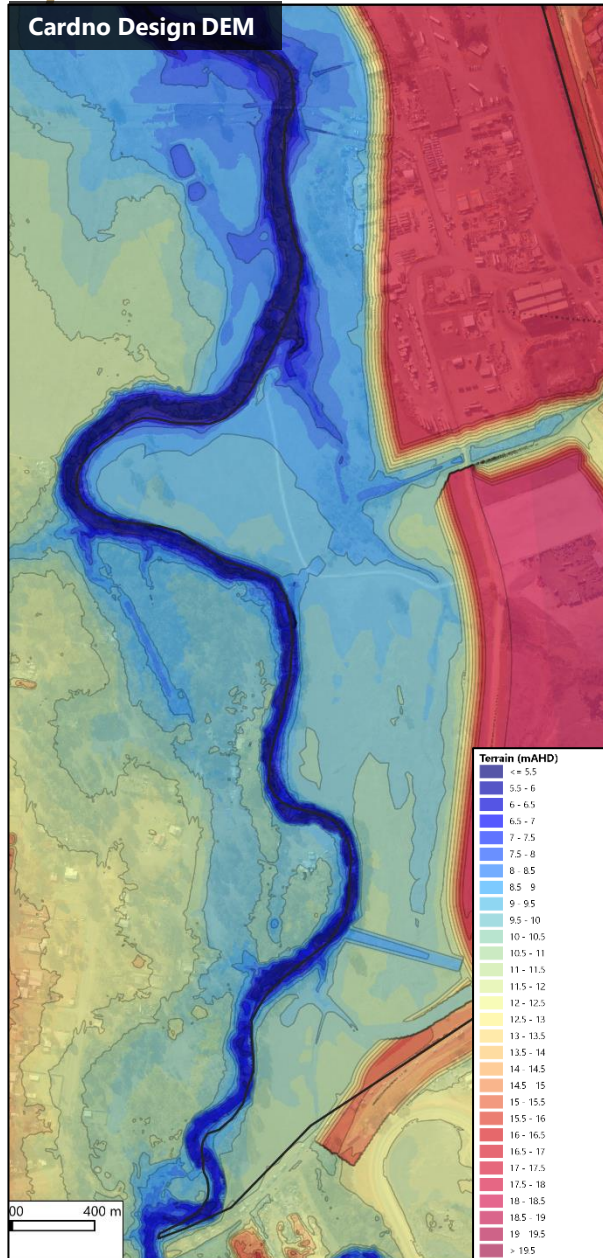 Cardno Design DEM
Terrain (mAHD)
<= 5.5
5.5 - 6
6 - 6.5
6.5 - 7
7 - 7.5
7.5 - 8
8 - 8.5
8.5 9
9 - 9.5
9.5 - 10
10 - 10.5
10.5 - 11
11 - 11.5
11.5 - 12
12 - 12.5
12.5 - 13
13 - 13.5
13.5 - 14
14 - 14.5
14.5 15
15 - 15.5
15.5 - 16
16 - 16.5
16.5 - 17
17 - 17.5
17.5 - 18
18 - 18.5
18.5 - 19
19 19.5
> 19.5
00 400 m